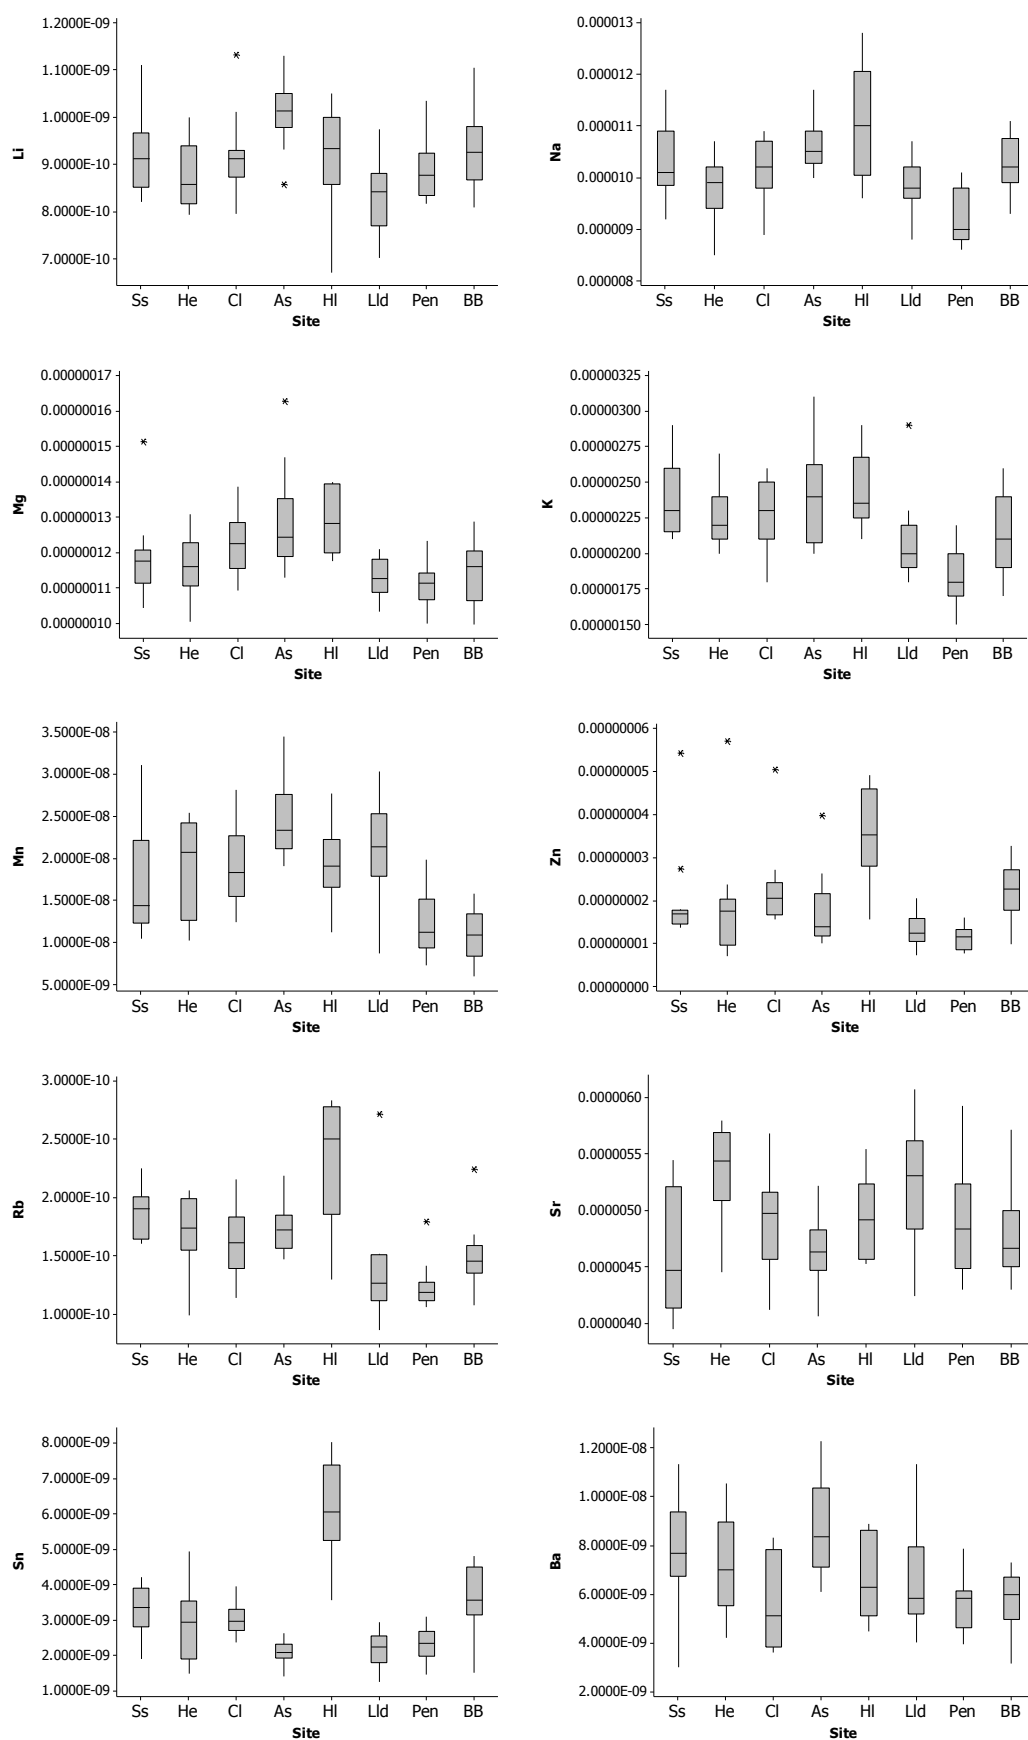 1.2000E-09
1.1000E-09
1.0000E-09
9.0000E-10
8.0000E-10
7.0000E-10
Li
Ss He Cl As Hl Lld Pen BB
Site
0.000013
0.000012
0.000011
0.000010
0.000009
0.000008
Na
Ss He Cl As Hl Lld Pen BB
Site
0.00000017
0.00000016
0.00000015
0.00000014
0.00000013
0.00000012
0.00000011
0.00000010
Mg
Ss He Cl As Hl Lld Pen BB
Site
0.00000325
0.00000300
0.00000275
0.00000250
0.00000225
0.00000200
0.00000175
0.00000150
K
Ss He Cl As Hl Lld Pen BB
Site
3.5000E-08
3.0000E-08
2.5000E-08
2.0000E-08
1.5000E-08
1.0000E-08
5.0000E-09
Mn
Ss He Cl As Hl Lld Pen BB
Site
0.00000006
0.00000005
0.00000004
0.00000003
0.00000002
0.00000001
0.00000000
Zn
Ss He Cl As Hl Lld Pen BB
Site
3.0000E-10
2.5000E-10
2.0000E-10
1.5000E-10
1.0000E-10
Rb
Ss He Cl As Hl Lld Pen BB
Site
0.0000060
0.0000055
0.0000050
0.0000045
0.0000040
Sr
Ss He Cl As Hl Lld Pen BB
Site
8.0000E-09
7.0000E-09
6.0000E-09
5.0000E-09
4.0000E-09
3.0000E-09
2.0000E-09
1.0000E-09
Sn
Ss He Cl As Hl Lld Pen BB
Site
1.2000E-08
1.0000E-08
8.0000E-09
6.0000E-09
4.0000E-09
2.0000E-09
Ba
Ss He Cl As Hl Lld Pen BB
Site